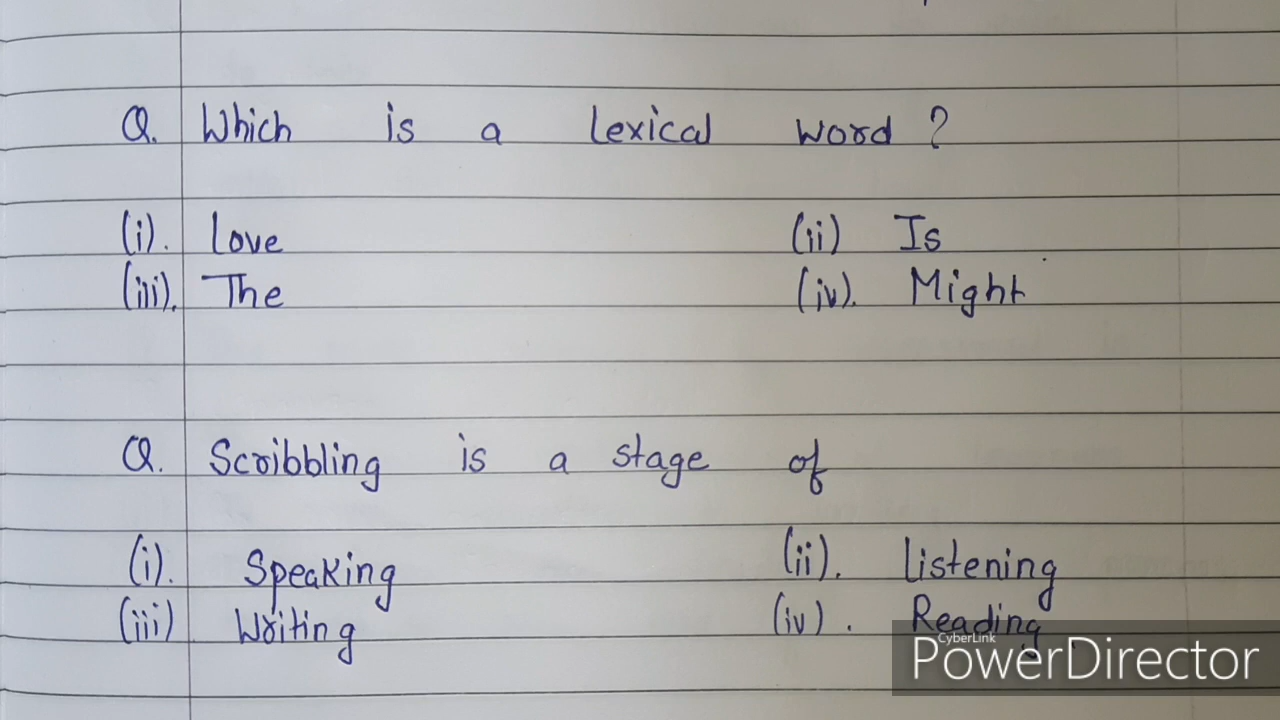 Q. Which is a lexical word ?
(i). Love (ii) Is
(iii). The (iv). Might
Q. Scribbling is a stage of
(i). Speaking (ii). Listening
(iii) Writing (iv). Reading
CyberLink
PowerDirector